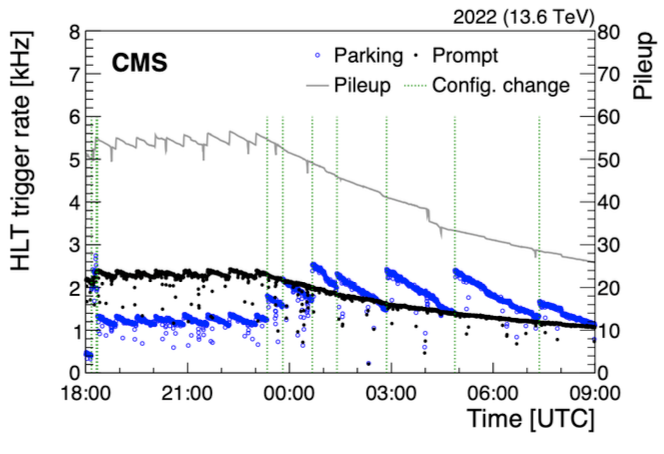 2022 (13.6 TeV)
CMS
Parking
Prompt
Pileup
Config. change
HLT trigger rate [kHz]
8
7
6
5
4
3
2
1
0
Pileup
80
70
60
50
40
30
20
10
0
18:00 21:00 00:00 03:00 06:00 09:00
Time [UTC]